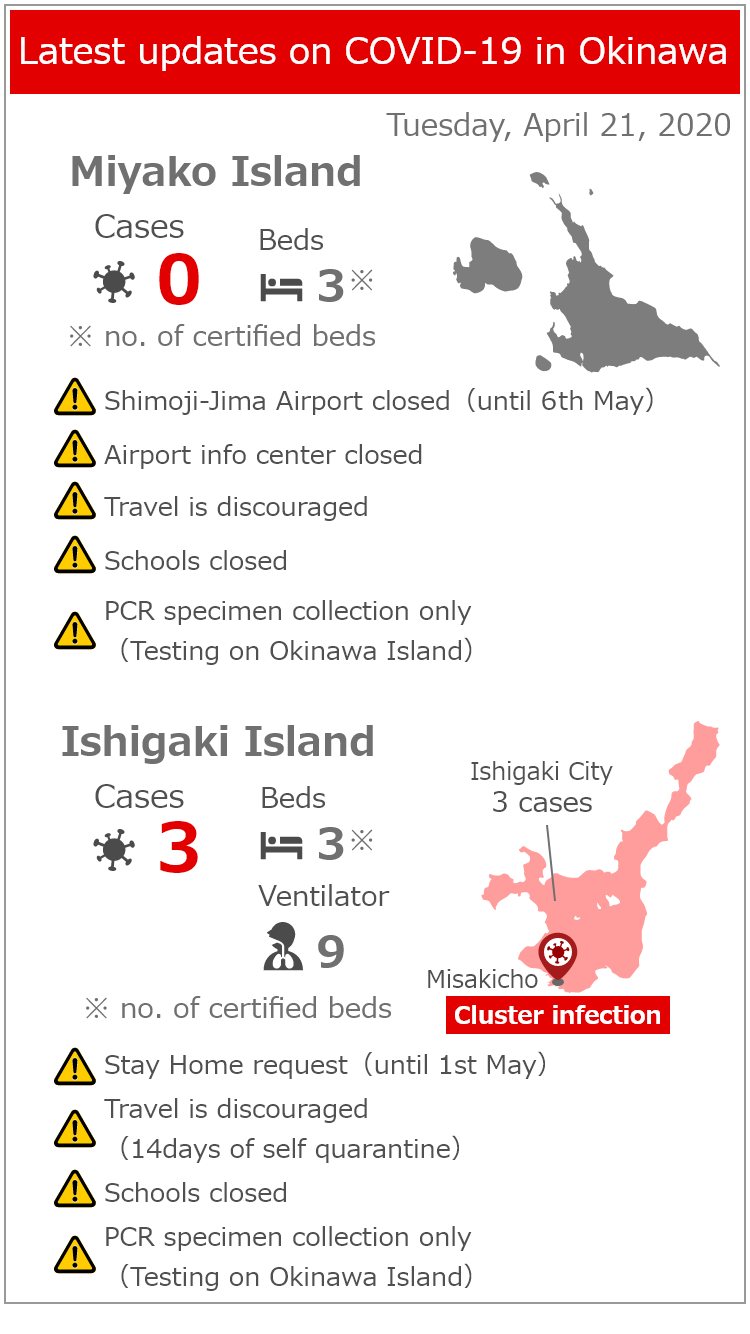 Latest updates on COVID-19 in Okinawa
Tuesday, April 21, 2020
Miyako Island
Cases
0
Beds
3※
※ no. of certified beds
Shimoji-Jima Airport closed（until 6th May）
Airport info center closed
Travel is discouraged
Schools closed
PCR specimen collection only
（Testing on Okinawa Island）
Ishigaki Island
Cases
3
Beds
3※
Ventilator
9
※ no. of certified beds
Ishigaki City
3 cases
Misakicho
Cluster infection
Stay Home request（until 1st May）
Travel is discouraged
（14days of self quarantine）
Schools closed
PCR specimen collection only
（Testing on Okinawa Island）